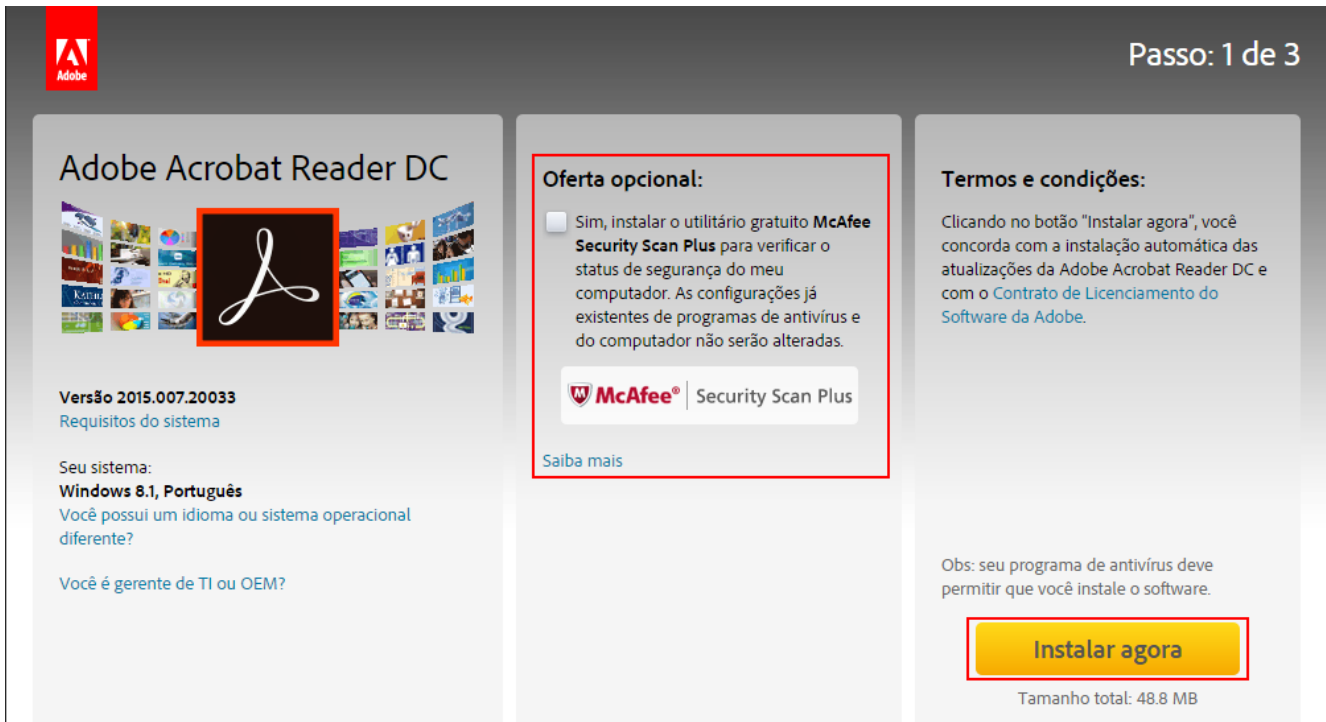 Adobe
Passo: 1 de 3
Adobe Acrobat Reader DC
Versão 2015.007.20033
Requisitos do sistema
Seu sistema:
Windows 8.1, Português
Você possui um idioma ou sistema operacional
diferente?
Você é gerente de TI ou OEM?
Oferta opcional:
Sim, instalar o utilitário gratuito McAfee
Security Scan Plus para verificar o
status de segurança do meu
computador. As configurações já
existentes de programas de antivírus e
do computador não serão alteradas.
McAfee® Security Scan Plus
Saiba mais
Termos e condições:
Clicando no botão "Instalar agora", você
concorda com a instalação automática das
atualizações da Adobe Acrobat Reader DC e
com o Contrato de Licenciamento do
Software da Adobe.
Obs: seu programa de antivírus deve
permitir que você instale o software.
Instalar agora
Tamanho total: 48.8 MB